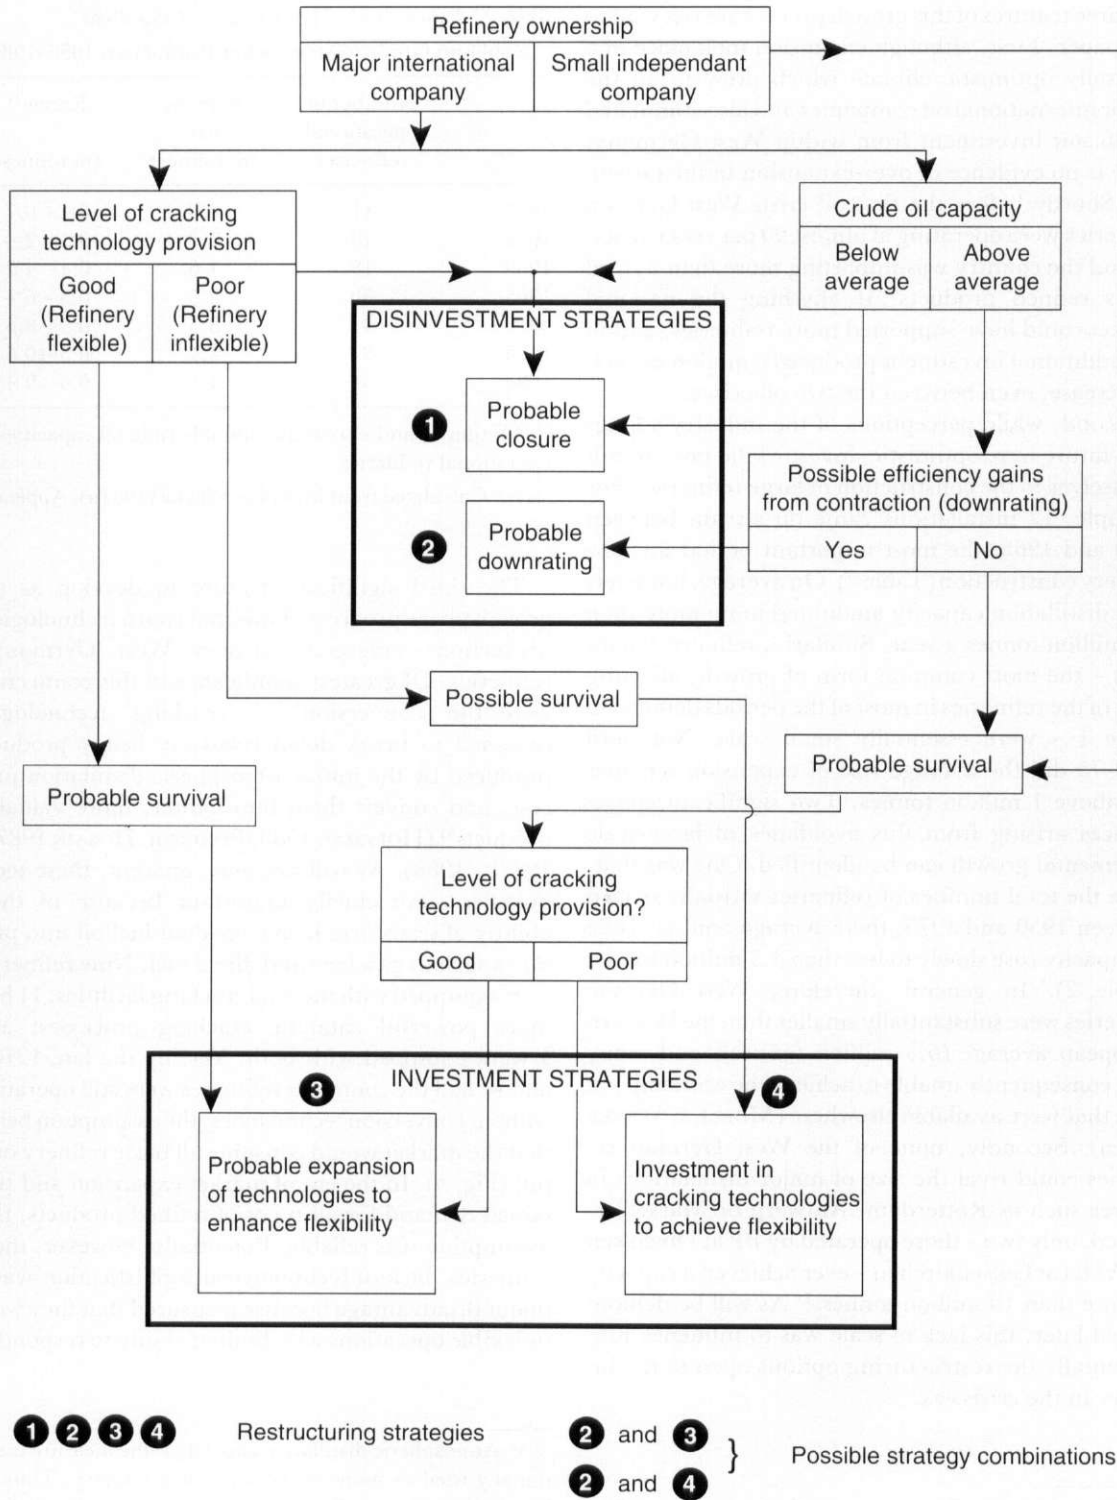 Refinery ownership
Major international
company
Small independant
company
Level of cracking
technology provision
Good
(Refinery
flexible)
Poor
(Refinery
inflexible)
Crude oil capacity
Below
average
Above
average
DISINVESTMENT STRATEGIES
1
Probable
closure
2
Probable
downrating
Possible efficiency gains
from contraction (downrating)
Yes
No
Possible survival
Probable survival
Probable survival
Level of cracking
technology provision?
Good
Poor
INVESTMENT STRATEGIES
3
4
Probable expansion
of technologies to
enhance flexibility
Investment in
cracking technologies
to achieve flexibility
1 2 3 4 Restructuring strategies
2 and 3
2 and 4
} Possible strategy combinations